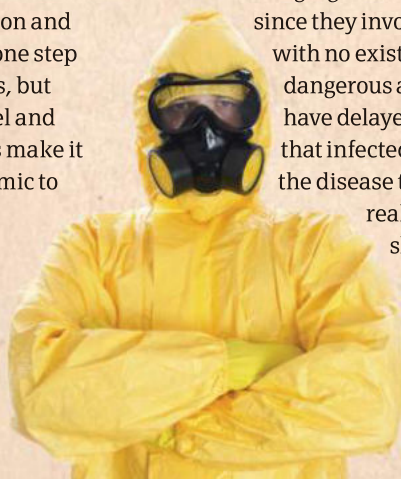 on and
one step
s, but
el and
s make it
mic to
since they invo
with no exist
dangerous a
have delaye
that infected
the disease t
rea
s